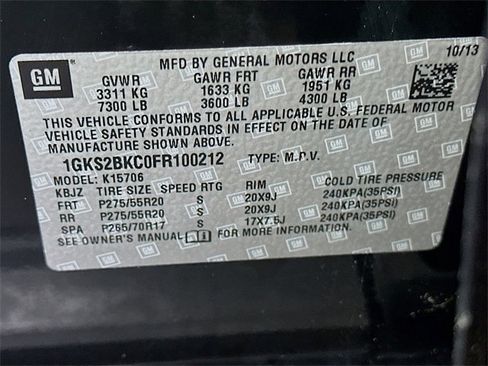 MFD BY GENERAL MOTORS LLC 10/13
GM
GVWR GAWR FRT GAWR RR
3311 KG 1633 KG 1951 KG
7300 LB 3600 LB 4300 LB
THIS VEHICLE CONFORMS TO ALL APPLICABLE U.S. FEDERAL MOTOR
VEHICLE SAFETY STANDARDS IN EFFECT ON THE DATE OF
MANUFACTURE SHOWN ABOVE.
1GKS2BKC0FR100212 TYPE: M.P.V.
MODEL: K15706
KBJZ TIRE SIZE SPEED RTG RIM COLD TIRE PRESSURE
FRT P275/55R20 S 20X9J 240KPA(35PSI)
RR P275/55R20 S 20X9J 240KPA(35PSI)
SPA P265/70R17 S 17X7.5J 240KPA(35PSI)
SEE OWNER'S MANUAL FOR MORE INFORMATION.